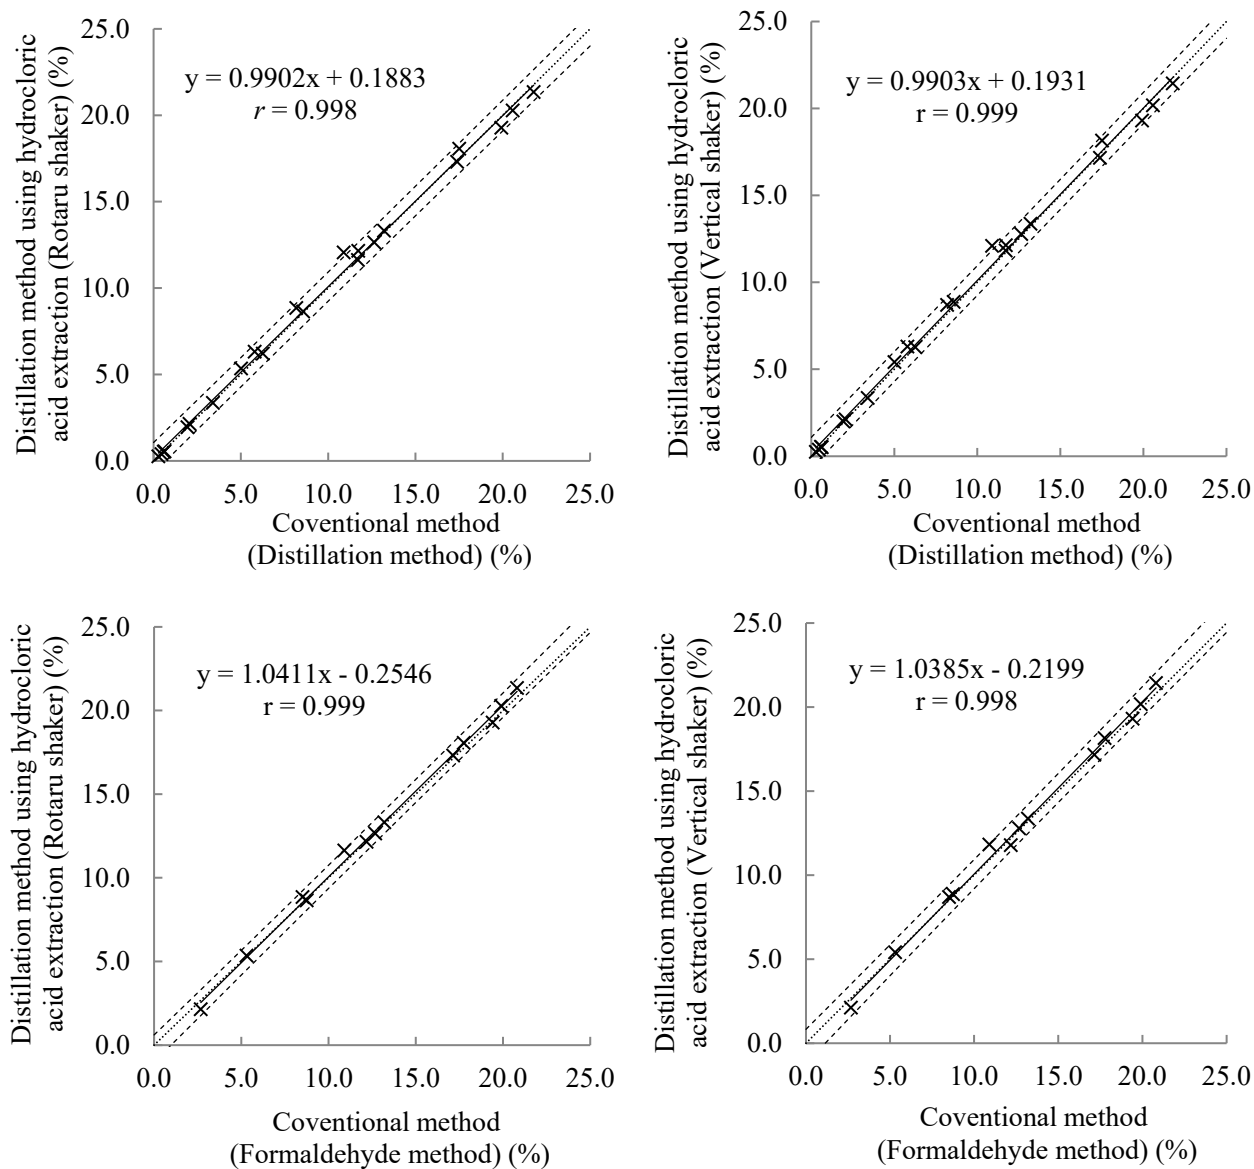 Distillation method using hydrocloric
acid extraction (Rotaru shaker) (%)
25.0
20.0
15.0
10.0
5.0
0.0
y = 0.9902x + 0.1883
r = 0.998
0.0 5.0 10.0 15.0 20.0 25.0
Coventional method
(Distillation method) (%)
Distillation method using hydrocloric
acid extraction (Vertical shaker) (%)
25.0
20.0
15.0
10.0
5.0
0.0
y = 0.9903x + 0.1931
r = 0.999
0.0 5.0 10.0 15.0 20.0 25.0
Coventional method
(Distillation method) (%)
Distillation method using hydrocloric
acid extraction (Rotaru shaker) (%)
25.0
20.0
15.0
10.0
5.0
0.0
y = 1.0411x - 0.2546
r = 0.999
0.0 5.0 10.0 15.0 20.0 25.0
Coventional method
(Formaldehyde method) (%)
Distillation method using hydrocloric
acid extraction (Vertical shaker) (%)
25.0
20.0
15.0
10.0
5.0
0.0
y = 1.0385x - 0.2199
r = 0.998
0.0 5.0 10.0 15.0 20.0 25.0
Coventional method
(Formaldehyde method) (%)